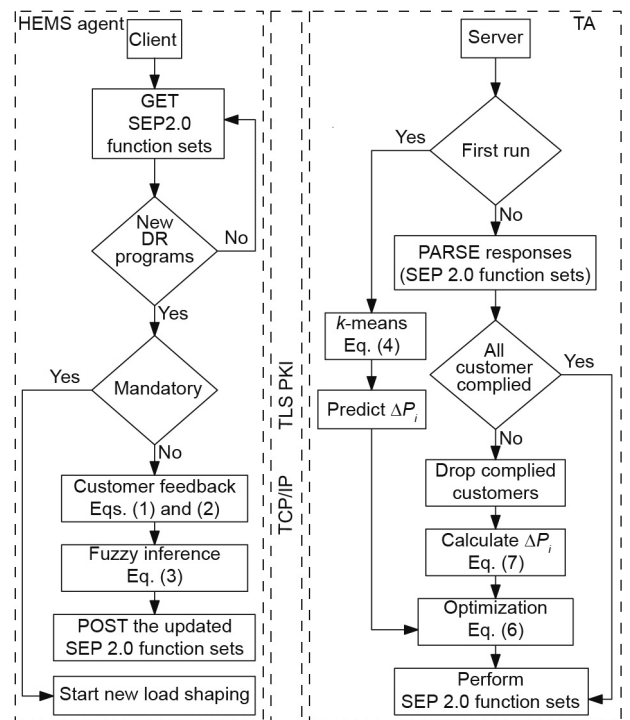 HEMS agent
Client
GET
SEP2.0
function sets
New
DR
programs
No
Yes
Mandatory
Yes
No
Customer feedback
Eqs. (1) and (2)
Fuzzy inference
Eq. (3)
POST the updated
SEP 2.0 function sets
Start new load shaping
TLS PKI
TCP/IP
TA
Server
First run
Yes
No
PARSE responses
(SEP 2.0 function sets)
k-means
Eq. (4)
Predict ΔPi
All
customer
complied
Yes
No
Drop complied
customers
Calculate ΔPi
Eq. (7)
Optimization
Eq. (6)
Perform
SEP 2.0 function sets